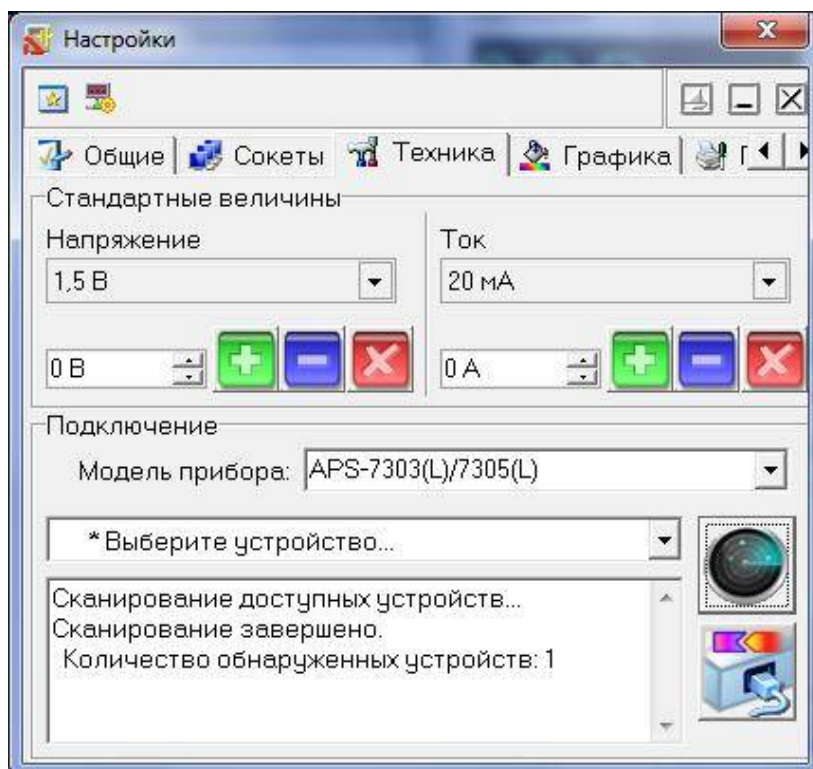 Настройки
Общие Сокеты Техника Графика
Стандартные величины
Напряжение Ток
1,5 В 20 мА
0 В 0 А
Подключение
Модель прибора: APS-7303(L)/7305(L)
*Выберите устройство...
Сканирование доступных устройств...
Сканирование завершено.
Количество обнаруженных устройств: 1